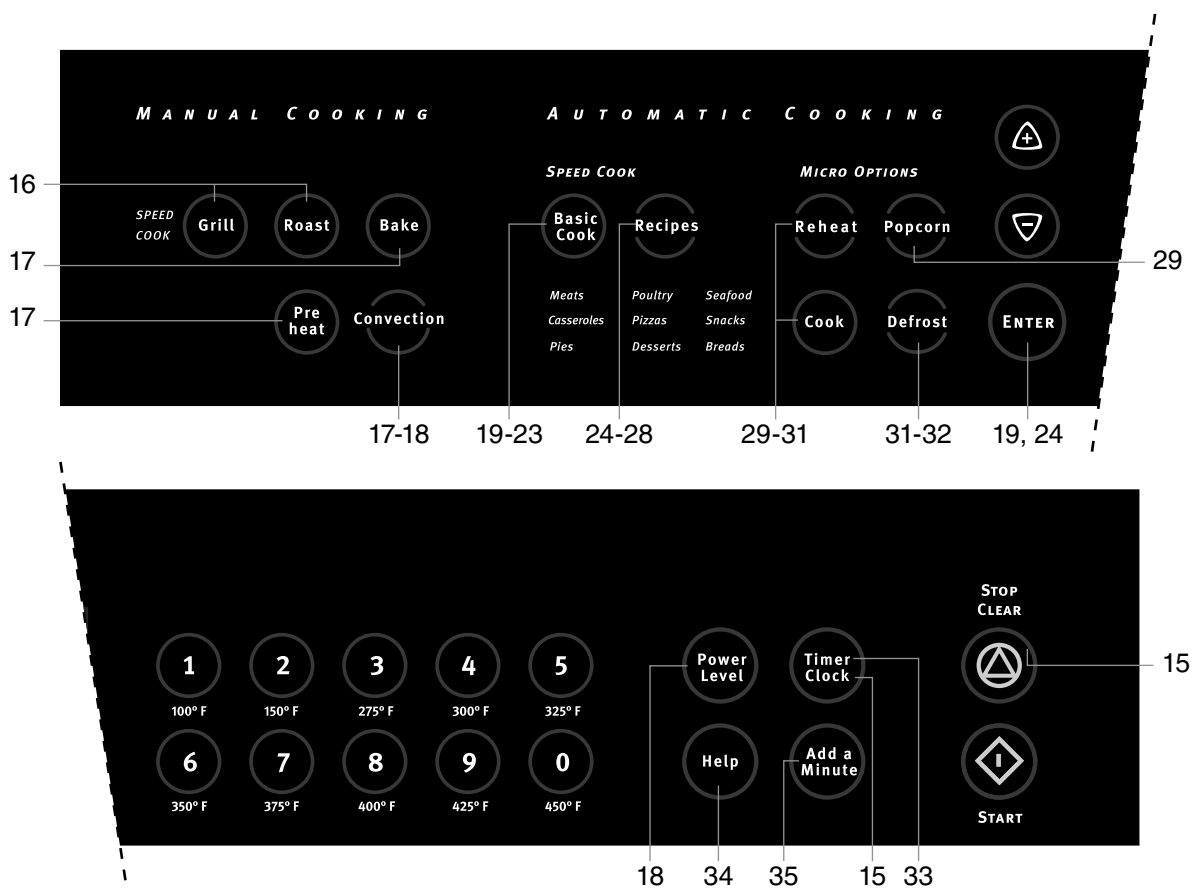 MANUAL COOKING
AUTOMATIC COOKING
+
SPEED COOK
MICRO OPTIONS
16
SPEED
COOK
Grill
Roast
Bake
Basic
Cook
Recipes
Reheat
Popcorn
-
17
29
17
Pre
heat
Convection
Meats Poultry Seafood
Casseroles Pizzas Snacks
Pies Desserts Breads
Cook
Defrost
ENTER
17-18
19-23
24-28
29-31
31-32
19, 24
STOP
CLEAR
1
2
3
4
5
100° F
150° F
275° F
300° F
325° F
Power
Level
Timer
Clock
15
6
7
8
9
0
350° F
375° F
400° F
425° F
450° F
Help
Add a
Minute
START
18
34
35
15
33